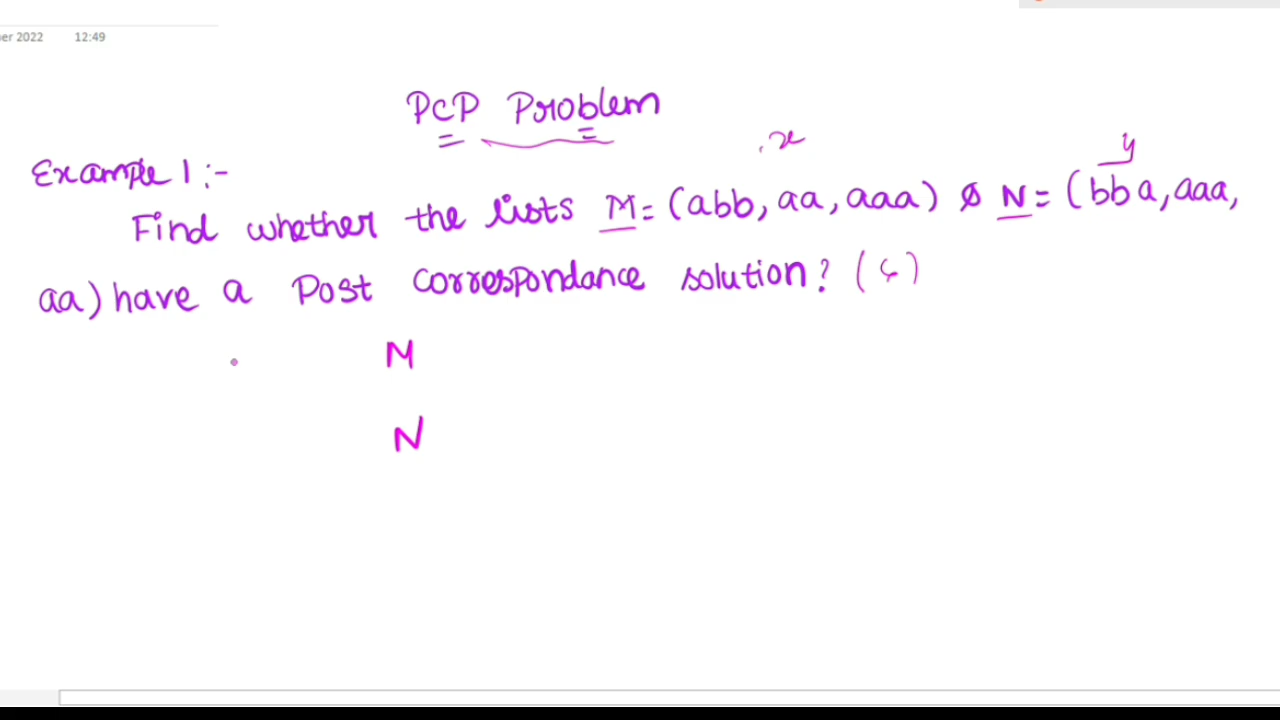 er 2022 12:49
PCP Problem
x
y
Example 1 :-
Find whether the lists M = (abb, aa, aaa) & N = (bba, aaa,
aa) have a Post Correspondance solution? ( )
M
N